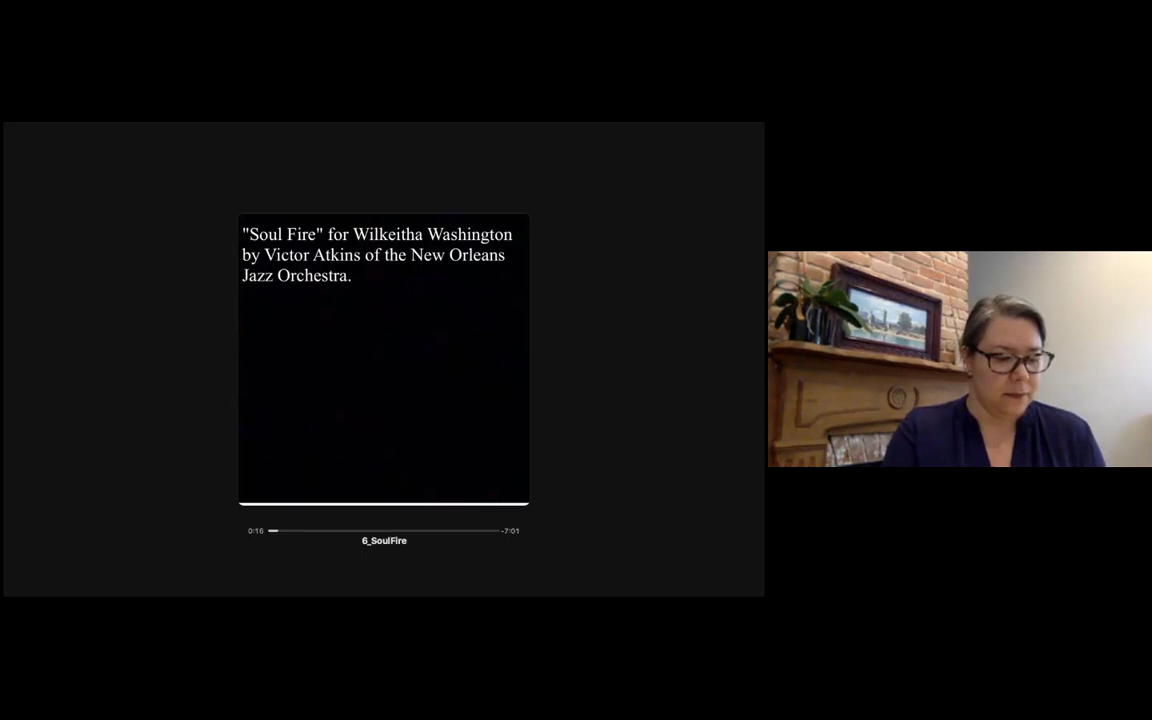 "Soul Fire" for Wilkeitha Washington
by Victor Atkins of the New Orleans
Jazz Orchestra.
0:16
-7:01
6_SoulFire